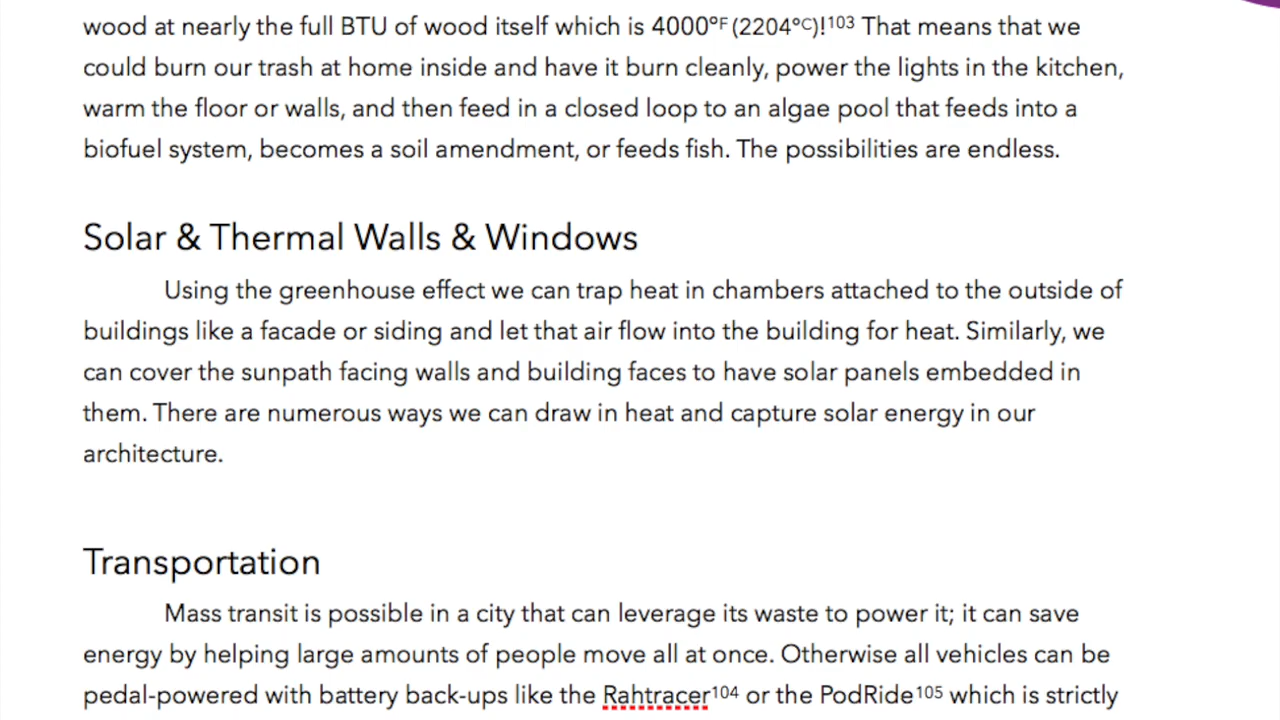 wood at nearly the full BTU of wood itself which is 4000°F (2204°C)!103 That means that we
could burn our trash at home inside and have it burn cleanly, power the lights in the kitchen,
warm the floor or walls, and then feed in a closed loop to an algae pool that feeds into a
biofuel system, becomes a soil amendment, or feeds fish. The possibilities are endless.
Solar & Thermal Walls & Windows
Using the greenhouse effect we can trap heat in chambers attached to the outside of
buildings like a facade or siding and let that air flow into the building for heat. Similarly, we
can cover the sunpath facing walls and building faces to have solar panels embedded in
them. There are numerous ways we can draw in heat and capture solar energy in our
architecture.
Transportation
Mass transit is possible in a city that can leverage its waste to power it; it can save
energy by helping large amounts of people move all at once. Otherwise all vehicles can be
pedal-powered with battery back-ups like the Rahtracer104 or the PodRide105 which is strictly